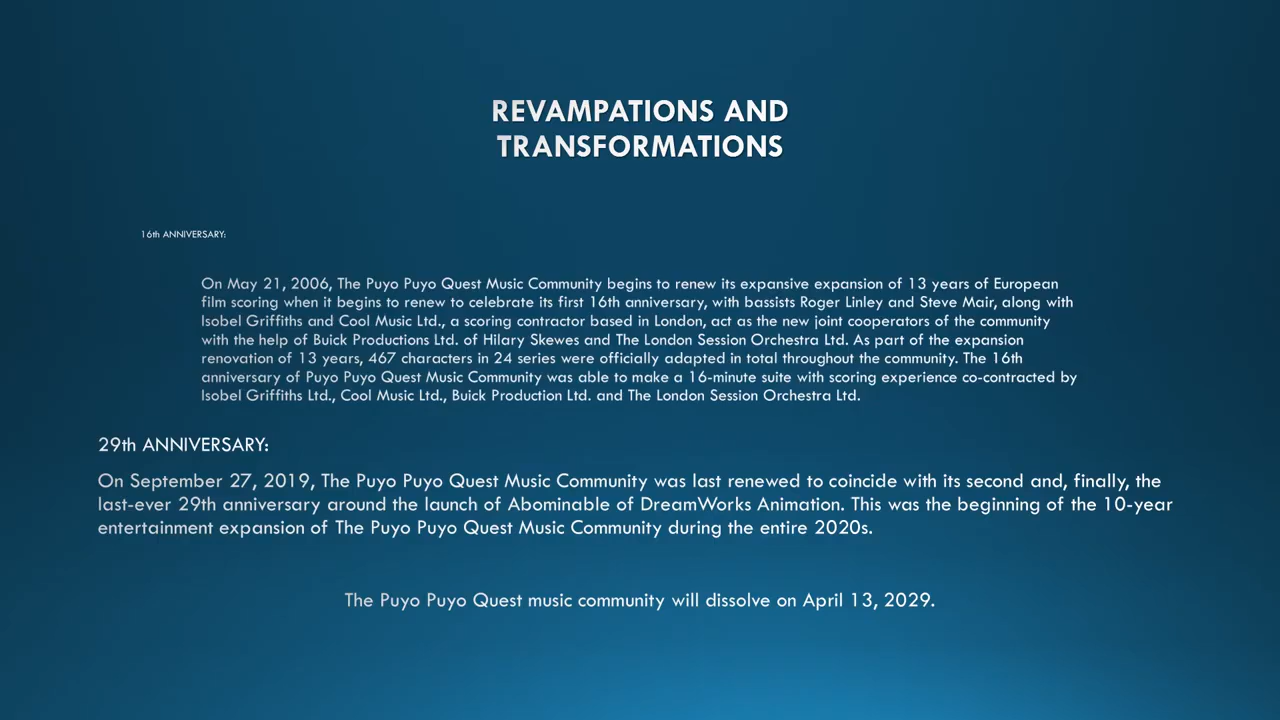 REVAMPATIONS AND
TRANSFORMATIONS
16th ANNIVERSARY:
On May 21, 2006, The Puyo Puyo Quest Music Community begins to renew its expansive expansion of 13 years of European
film scoring when it begins to renew to celebrate its first 16th anniversary, with bassists Roger Linley and Steve Mair, along with
Isobel Griffiths and Cool Music Ltd., a scoring contractor based in London, act as the new joint cooperators of the community
with the help of Buick Productions Ltd. of Hilary Skewes and The London Session Orchestra Ltd. As part of the expansion
renovation of 13 years, 467 characters in 24 series were officially adapted in total throughout the community. The 16th
anniversary of Puyo Puyo Quest Music Community was able to make a 16-minute suite with scoring experience co-contracted by
Isobel Griffiths Ltd., Cool Music Ltd., Buick Production Ltd. and The London Session Orchestra Ltd.
29th ANNIVERSARY:
On September 27, 2019, The Puyo Puyo Quest Music Community was last renewed to coincide with its second and, finally, the
last-ever 29th anniversary around the launch of Abominable of DreamWorks Animation. This was the beginning of the 10-year
entertainment expansion of The Puyo Puyo Quest Music Community during the entire 2020s.
The Puyo Puyo Quest music community will dissolve on April 13, 2029.